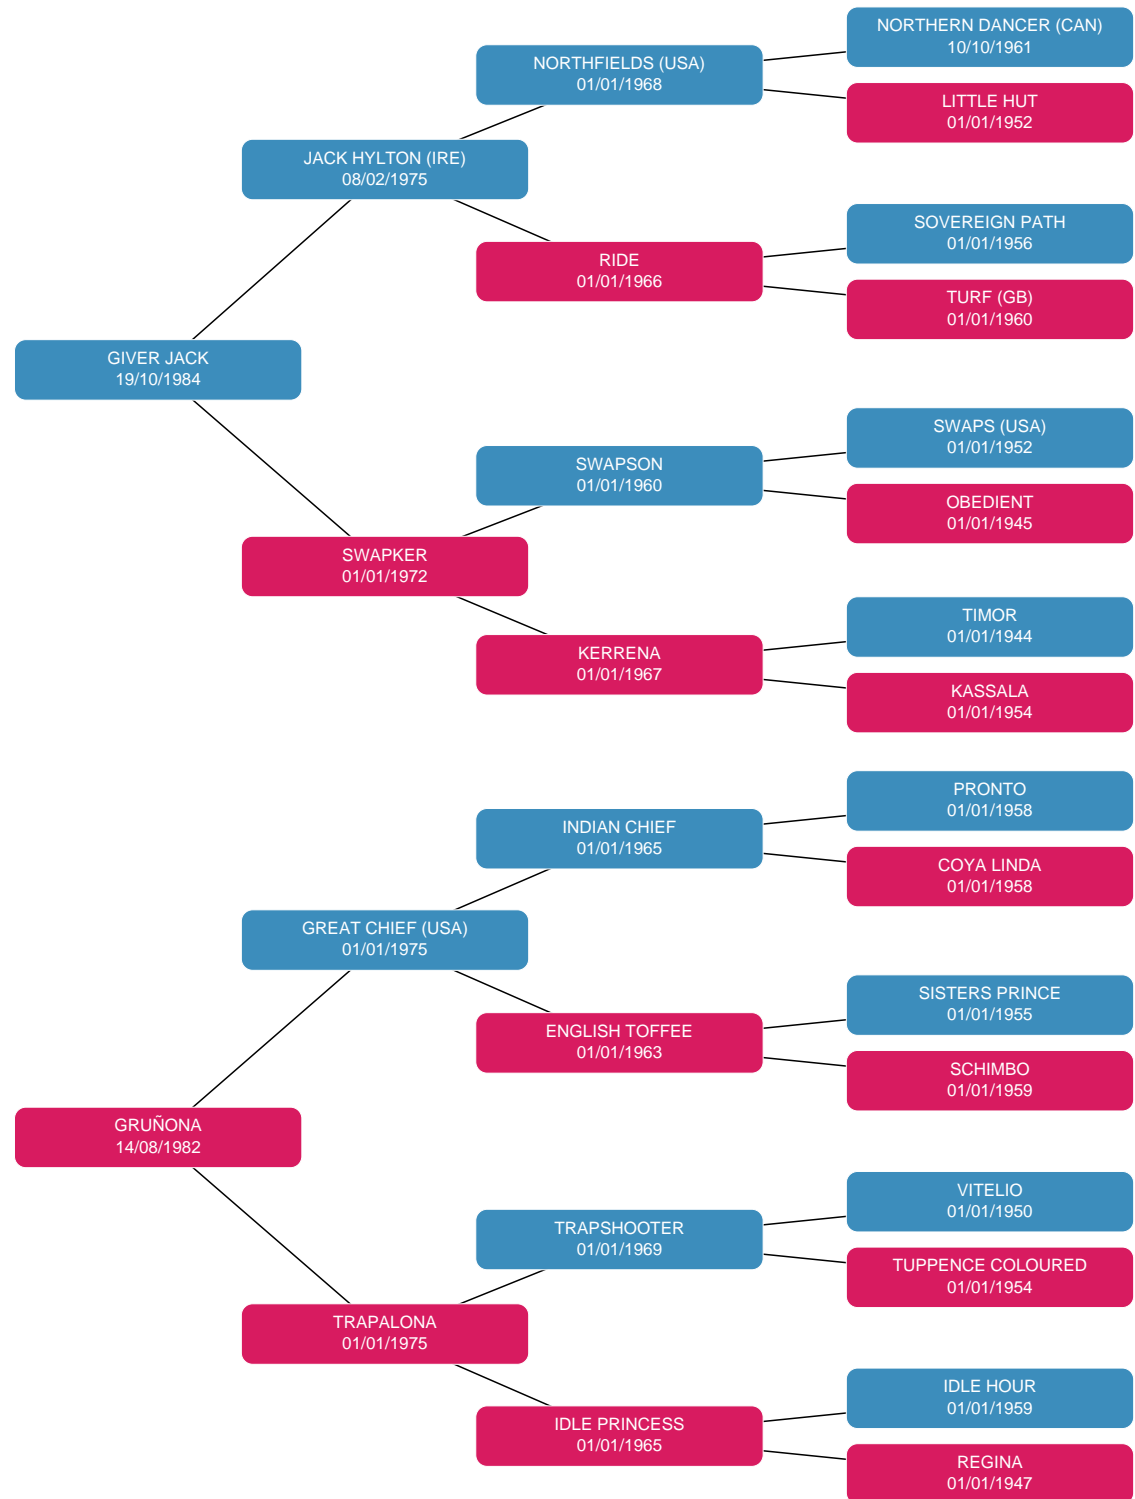 NORTHERN DANCER (CAN)
10/10/1961
NORTHFIELDS (USA)
01/01/1968
LITTLE HUT
01/01/1952
JACK HYLTON (IRE)
08/02/1975
SOVEREIGN PATH
01/01/1956
RIDE
01/01/1966
TURF (GB)
01/01/1960
GIVER JACK
19/10/1984
SWAPS (USA)
01/01/1952
SWAPSON
01/01/1960
OBEDIENT
01/01/1945
SWAPKER
01/01/1972
TIMOR
01/01/1944
KERRENA
01/01/1967
KASSALA
01/01/1954
PRONTO
01/01/1958
INDIAN CHIEF
01/01/1965
COYA LINDA
01/01/1958
GREAT CHIEF (USA)
01/01/1975
SISTERS PRINCE
01/01/1955
ENGLISH TOFFEE
01/01/1963
SCHIMBO
01/01/1959
GRUÑONA
14/08/1982
VITELIO
01/01/1950
TRAPSHOOTER
01/01/1969
TUPPENCE COLOURED
01/01/1954
TRAPALONA
01/01/1975
IDLE HOUR
01/01/1959
IDLE PRINCESS
01/01/1965
REGINA
01/01/1947